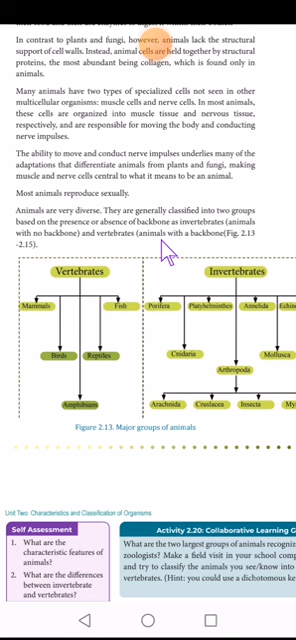 In contrast to plants and fungi, however, animals lack the structural
support of cell walls. Instead, animal cells are held together by structural
proteins, the most abundant being collagen, which is found only in
animals.
Many animals have two types of specialized cells not seen in other
multicellular organisms: muscle cells and nerve cells. In most animals,
these cells are organized into muscle tissue and nervous tissue,
respectively, and are responsible for moving the body and conducting
nerve impulses.
The ability to move and conduct nerve impulses underlies many of the
adaptations that differentiate animals from plants and fungi, making
muscle and nerve cells central to what it means to be an animal.
Most animals reproduce sexually.
Animals are very diverse. They are generally classified into two groups
based on the presence or absence of backbone as invertebrates (animals
with no backbone) and vertebrates (animals with a backbone(Fig. 2.13
-2.15).
Vertebrates
Invertebrates
Mammals
Fish
Porifera
Platyhelminthes
Annelida
Echin
Birds
Reptiles
Cnidaria
Mollusca
Arthropoda
Amphibians
Arachnida
Crustacea
Insecta
My
Figure 2.13. Major groups of animals
Unit Two: Characteristics and Classification of Organisms
Self Assessment
1. What are the
characteristic features of
animals?
2. What are the differences
between invertebrate
and vertebrates?
Activity 2.20: Collaborative Learning G
What are the two largest groups of animals recogniz
zoologists? Make a field visit in your school comp
and try to classify the animals you see/know into
vertebrates. (Hint: you could use a dichotomous ke